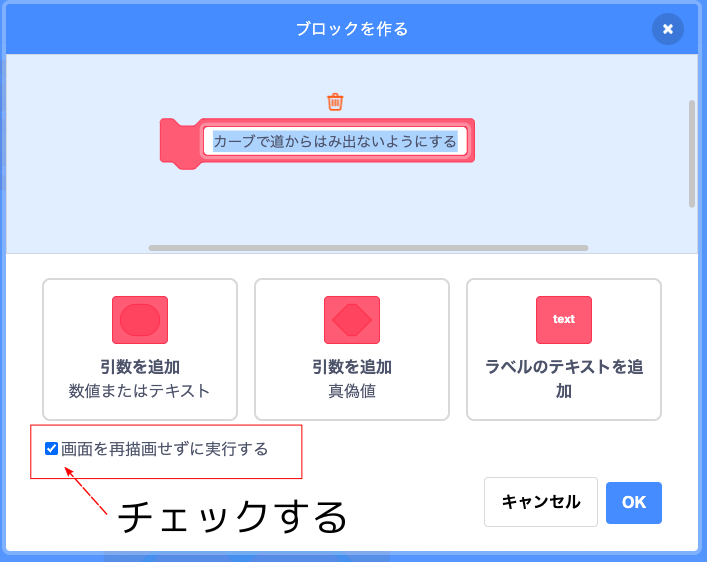 ブロックを作る
カーブで道からはみ出ないようにする
text
引数を追加
数値またはテキスト
引数を追加
真偽値
ラベルのテキストを追
加
画面を再描画せずに実行する
チェックする
キャンセル
OK